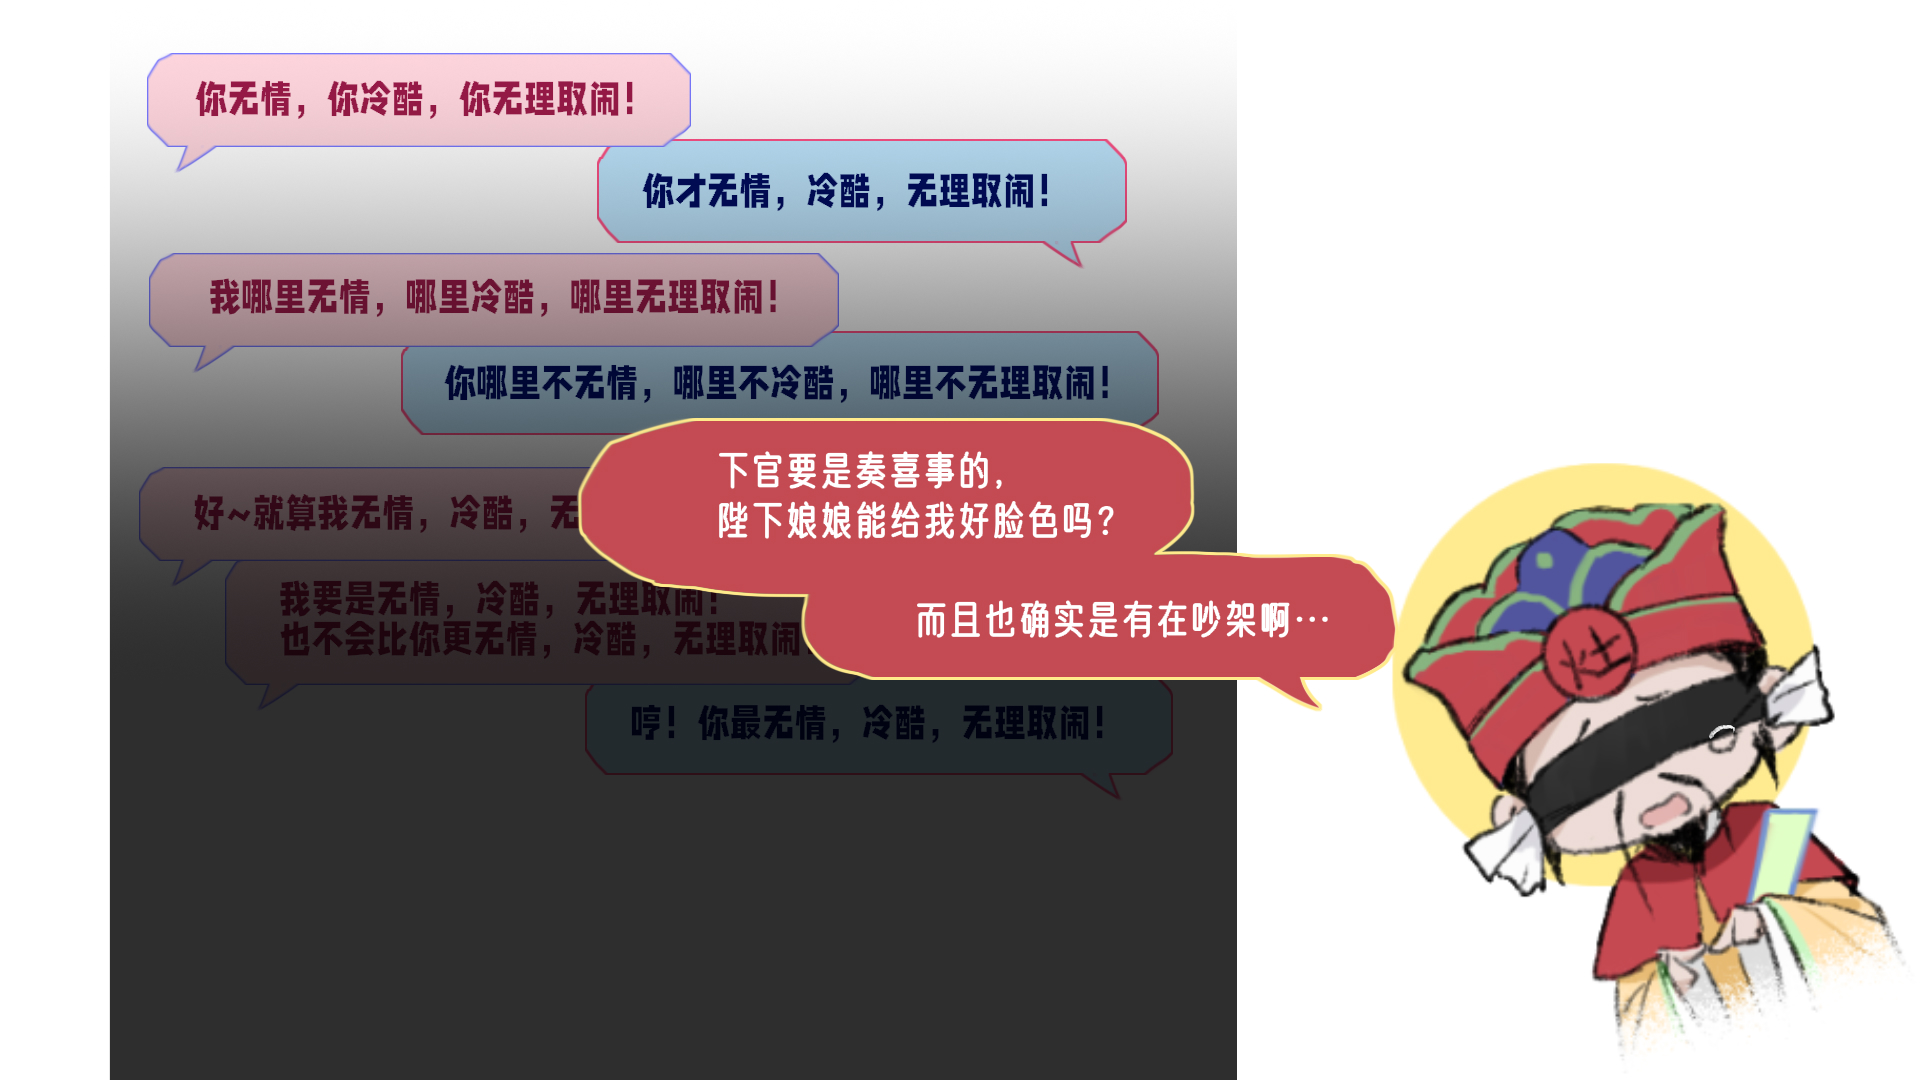 你无情，你冷酷，你无理取闹！
你才无情，冷酷，无理取闹！
我哪里无情，哪里冷酷，哪里无理取闹！
你哪里不无情，哪里不冷酷，哪里不无理取闹！
好~就算我无情，冷酷，无
下官要是奏喜事的，
陛下娘娘能给我好脸色吗？
我要是无情，冷酷，无理取闹！
也不会比你更无情，冷酷，无理取闹！
而且也确实是有在吵架啊…
哼！你最无情，冷酷，无理取闹！
灶